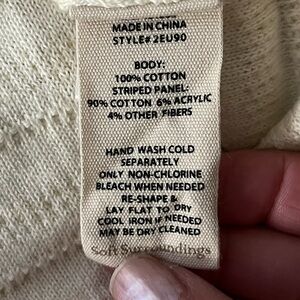 MADE IN CHINA
STYLE# 2EU90
BODY:
100% COTTON
STRIPED PANEL:
90% COTTON 6% ACRYLIC
4% OTHER FIBERS
HAND WASH COLD
SEPARATELY
ONLY NON-CHLORINE
BLEACH WHEN NEEDED
RE-SHAPE &
LAY FLAT TO DRY
COOL IRON IF NEEDED
MAY BE DRY CLEANED
Soft Surroundings